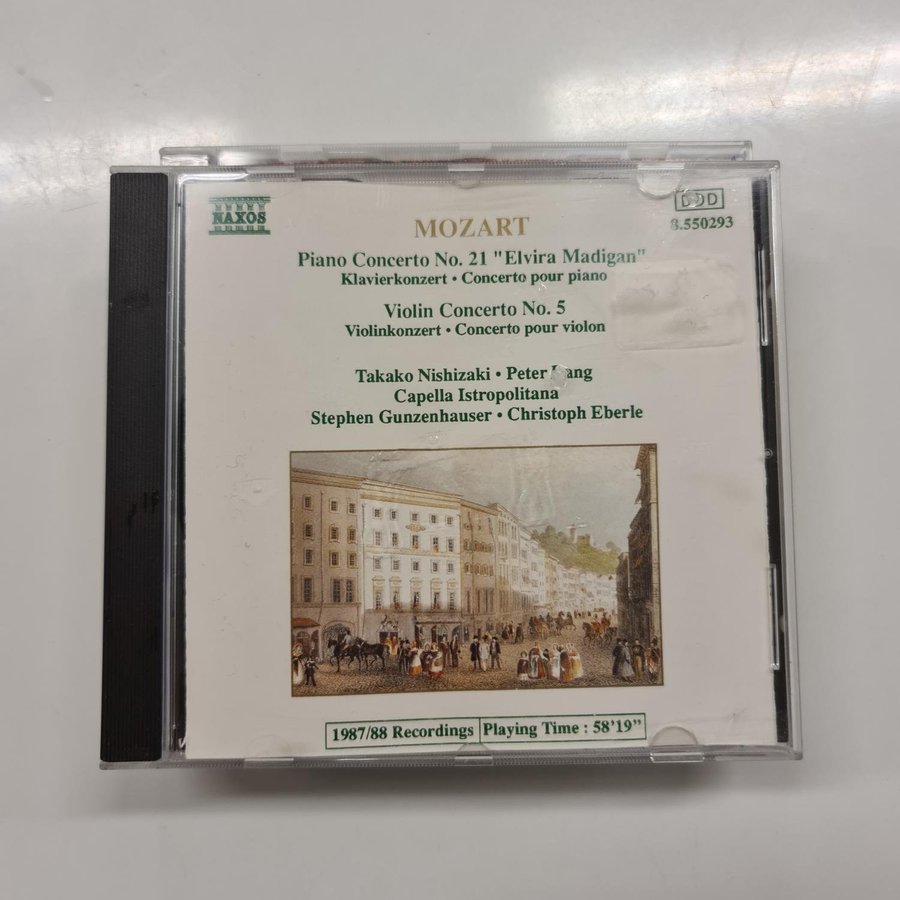 NAXOS
DDD
8.550293
MOZART
Piano Concerto No. 21 "Elvira Madigan"
Klavierkonzert • Concerto pour piano
Violin Concerto No. 5
Violinkonzert • Concerto pour violon
Takako Nishizaki • Peter Lang
Capella Istropolitana
Stephen Gunzenhauser • Christoph Eberle
1987/88 Recordings
Playing Time : 58'19"